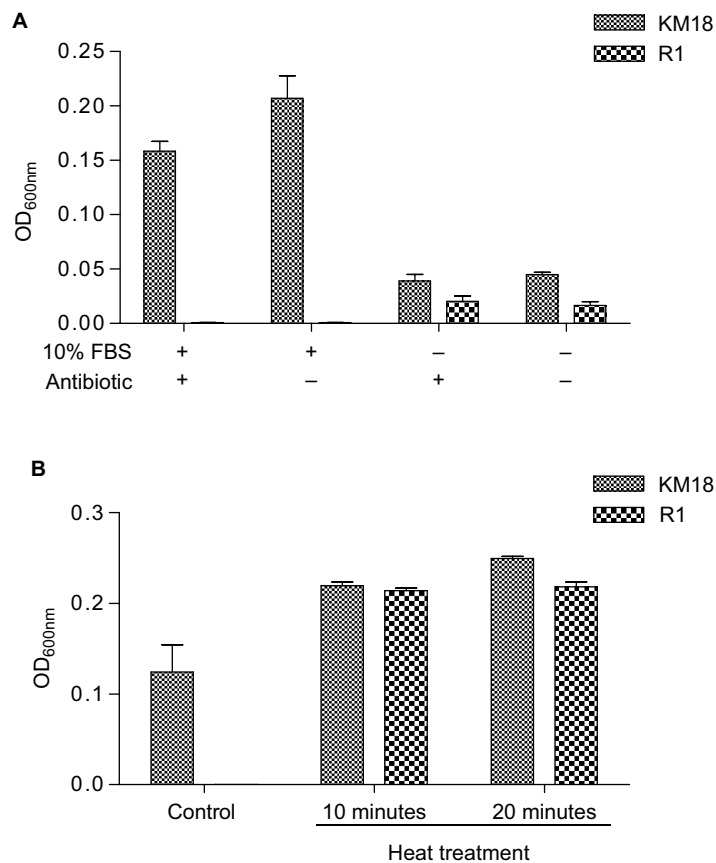 A
KM18
R1
0.25
0.20
0.15
0.10
0.05
0.00
OD600nm
10% FBS + + – –
Antibiotic + – + –
B
KM18
R1
0.3
0.2
0.1
0.0
OD600nm
Control 10 minutes 20 minutes
Heat treatment